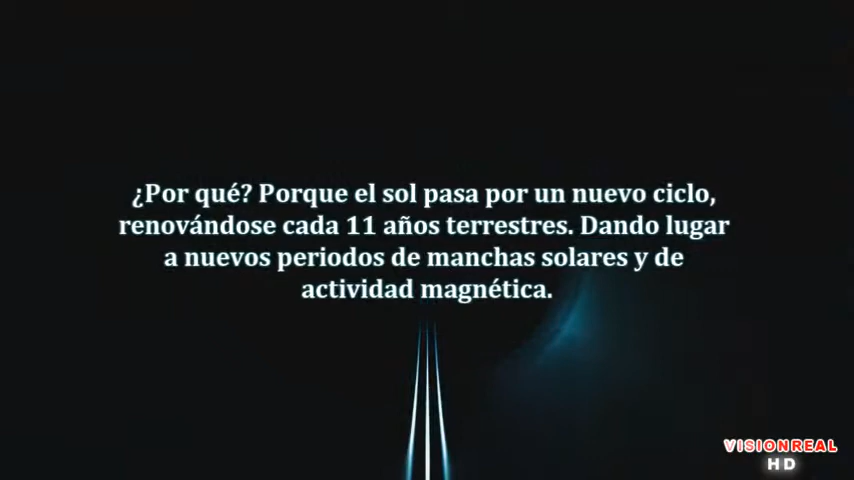 ¿Por qué? Porque el sol pasa por un nuevo ciclo,
renovándose cada 11 años terrestres. Dando lugar
a nuevos periodos de manchas solares y de
actividad magnética.
VISIONREAL
HD